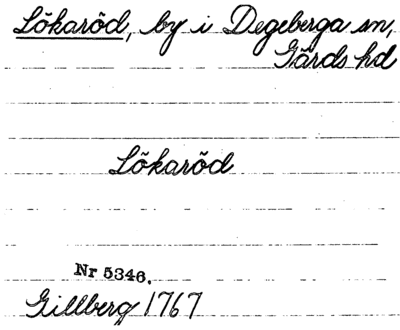 Lökaröd, by i Degeberga sn,
Gärds hd
Lökaröd
Nr 5346.
Gillberg 1767